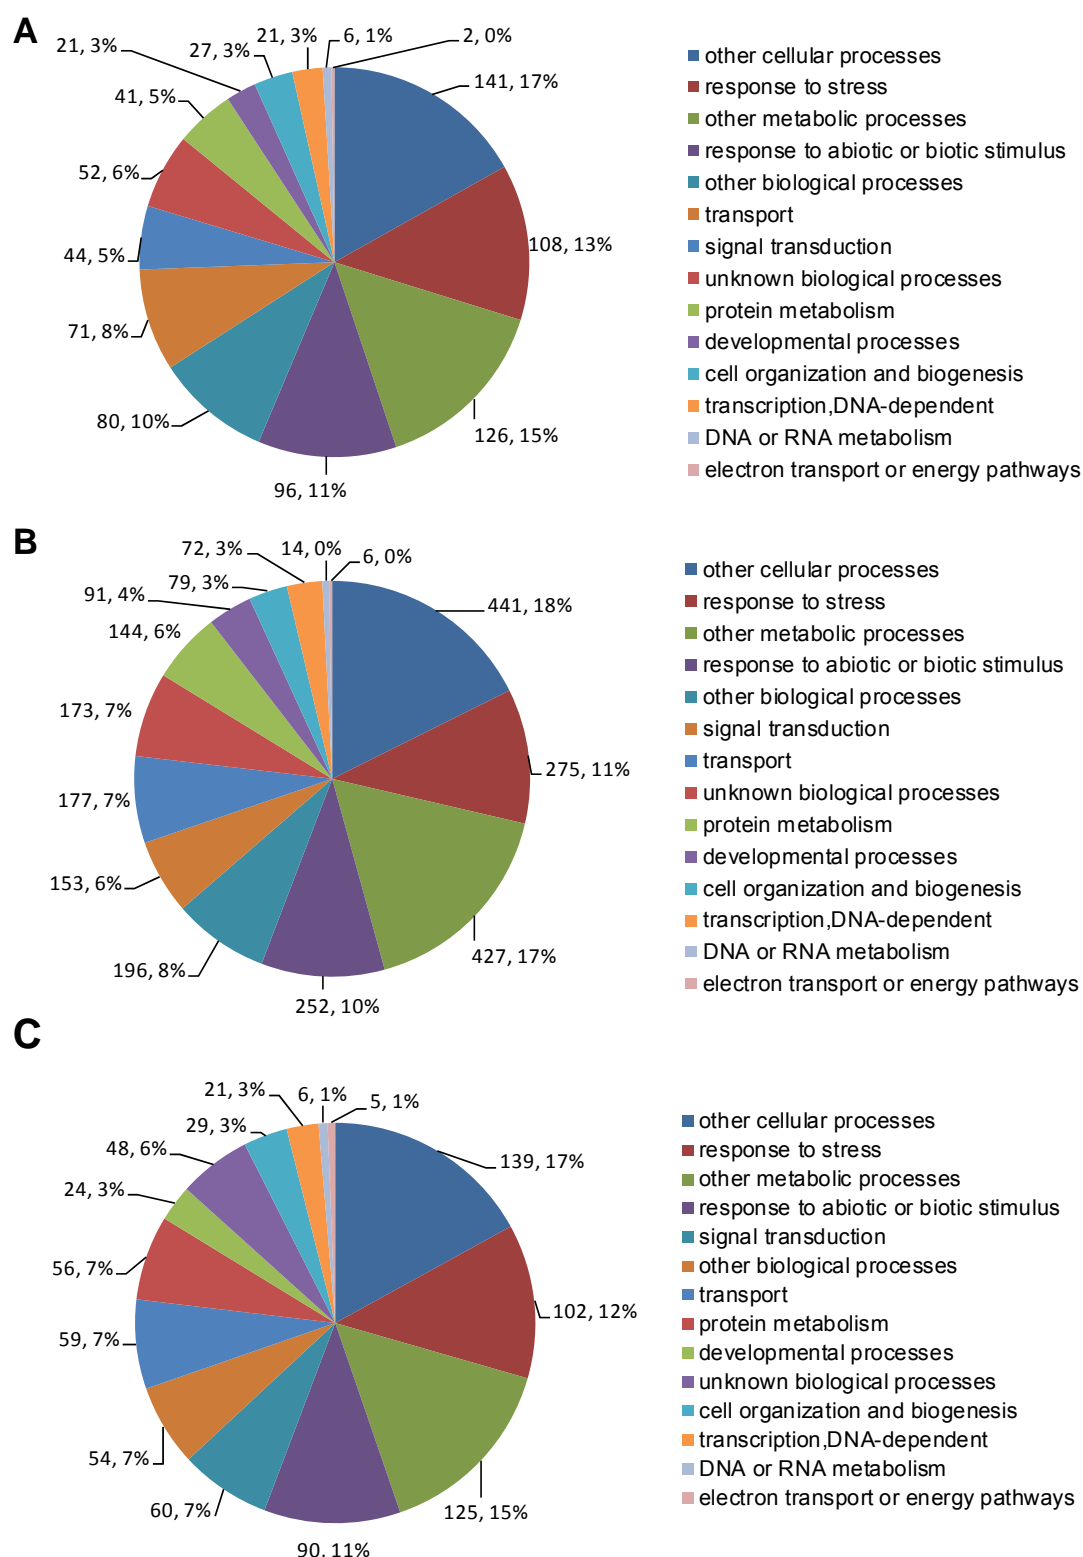 A
21, 3%
27, 3%
21, 3%
6, 1%
2, 0%
41, 5%
141, 17%
52, 6%
108, 13%
44, 5%
71, 8%
80, 10%
126, 15%
96, 11%
other cellular processes
response to stress
other metabolic processes
response to abiotic or biotic stimulus
other biological processes
transport
signal transduction
unknown biological processes
protein metabolism
developmental processes
cell organization and biogenesis
transcription,DNA-dependent
DNA or RNA metabolism
electron transport or energy pathways
B
72, 3%
14, 0%
6, 0%
79, 3%
91, 4%
441, 18%
144, 6%
173, 7%
275, 11%
177, 7%
153, 6%
427, 17%
196, 8%
252, 10%
other cellular processes
response to stress
other metabolic processes
response to abiotic or biotic stimulus
other biological processes
signal transduction
transport
unknown biological processes
protein metabolism
developmental processes
cell organization and biogenesis
transcription,DNA-dependent
DNA or RNA metabolism
electron transport or energy pathways
C
21, 3%
6, 1%
5, 1%
29, 3%
48, 6%
139, 17%
24, 3%
56, 7%
102, 12%
59, 7%
54, 7%
60, 7%
125, 15%
90, 11%
other cellular processes
response to stress
other metabolic processes
response to abiotic or biotic stimulus
signal transduction
other biological processes
transport
protein metabolism
developmental processes
unknown biological processes
cell organization and biogenesis
transcription,DNA-dependent
DNA or RNA metabolism
electron transport or energy pathways